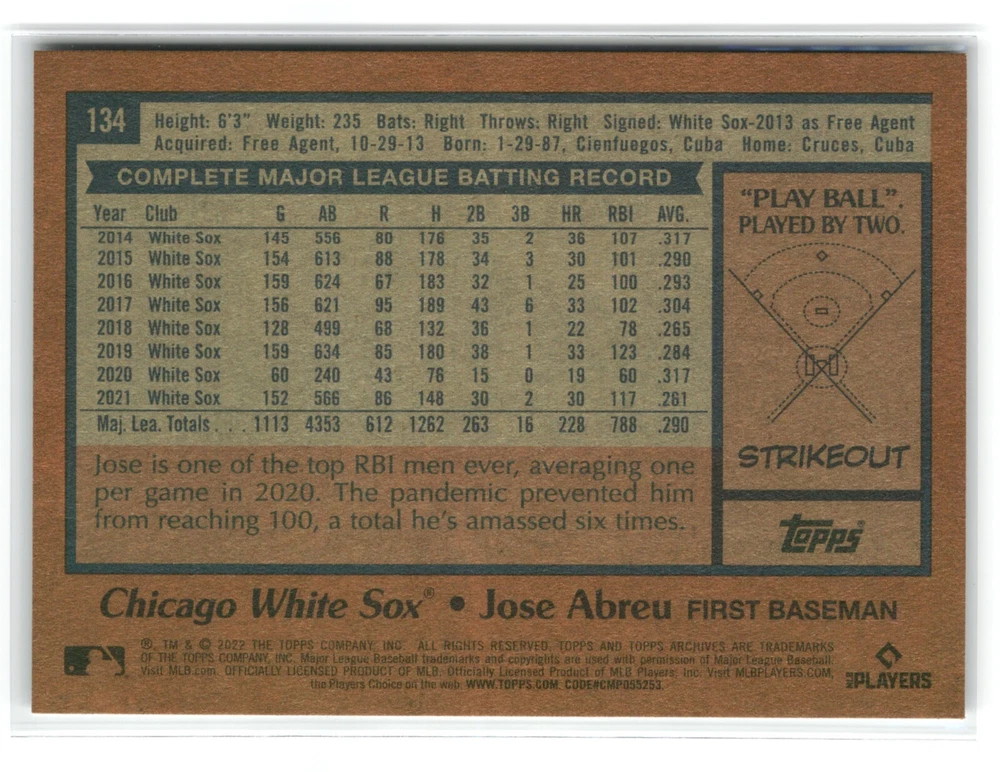 134
Height: 6'3" Weight: 235 Bats: Right Throws: Right Signed: White Sox-2013 as Free Agent
Acquired: Free Agent, 10-29-13 Born: 1-29-87, Cienfuegos, Cuba Home: Cruces, Cuba
COMPLETE MAJOR LEAGUE BATTING RECORD
Year Club G AB R H 2B 3B HR RBI AVG.
2014 White Sox 145 556 80 176 35 2 36 107 .317
2015 White Sox 154 613 88 178 34 3 30 101 .290
2016 White Sox 159 624 67 183 32 1 25 100 .293
2017 White Sox 156 621 95 189 43 6 33 102 .304
2018 White Sox 128 499 68 132 36 1 22 78 .265
2019 White Sox 159 634 85 180 38 1 33 123 .284
2020 White Sox 60 240 43 76 15 0 19 60 .317
2021 White Sox 152 566 86 148 30 2 30 117 .261
Maj. Lea. Totals . . . 1113 4353 612 1262 263 16 228 788 .290
Jose is one of the top RBI men ever, averaging one
per game in 2020. The pandemic prevented him
from reaching 100, a total he's amassed six times.
"PLAY BALL".
PLAYED BY TWO.
STRIKEOUT
Topps®
Chicago White Sox® • Jose Abreu FIRST BASEMAN
®, TM & © 2022 THE TOPPS COMPANY, INC. ALL RIGHTS RESERVED. TOPPS AND TOPPS ARCHIVES ARE TRADEMARKS
OF THE TOPPS COMPANY, INC. Major League Baseball trademarks and copyrights are used with permission of Major League Baseball.
Visit MLB.com. OFFICIALLY LICENSED PRODUCT OF MLB. Officially Licensed Product of MLB Players, Inc. Visit MLBPLAYERS.COM,
the Players Choice on the web. WWW.TOPPS.COM. CODE#CMP055253
MLB PLAYERS